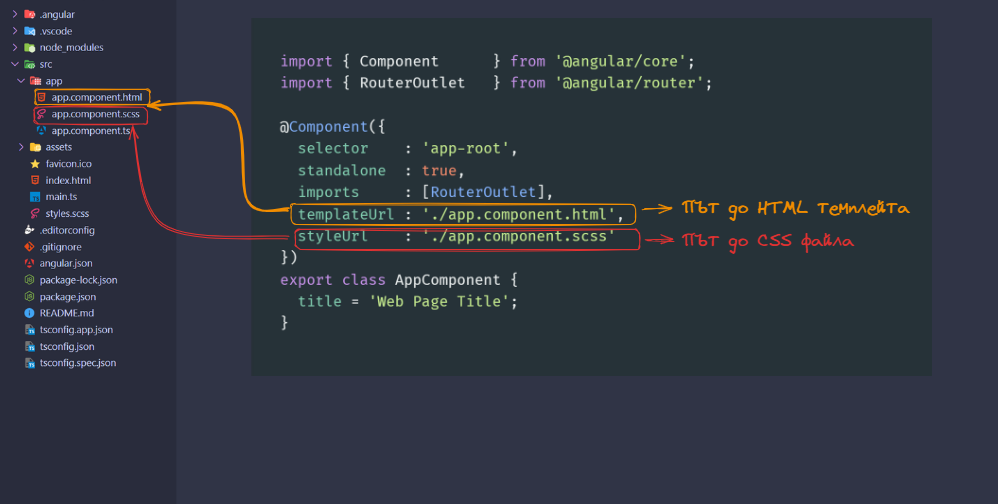 .angular
.vscode
node_modules
src
app
app.component.html
app.component.scss
app.component.ts
assets
favicon.ico
index.html
main.ts
styles.scss
.editorconfig
.gitignore
angular.json
package-lock.json
package.json
README.md
tsconfig.app.json
tsconfig.json
tsconfig.spec.json
import { Component      } from '@angular/core';
import { RouterOutlet   } from '@angular/router';
@Component({
  selector    : 'app-root',
  standalone  : true,
  imports     : [RouterOutlet],
  templateUrl : './app.component.html', Път до HTML темплейта
  styleUrl    : './app.component.scss' Път до CSS файла
})
export class AppComponent {
  title = 'Web Page Title';
}